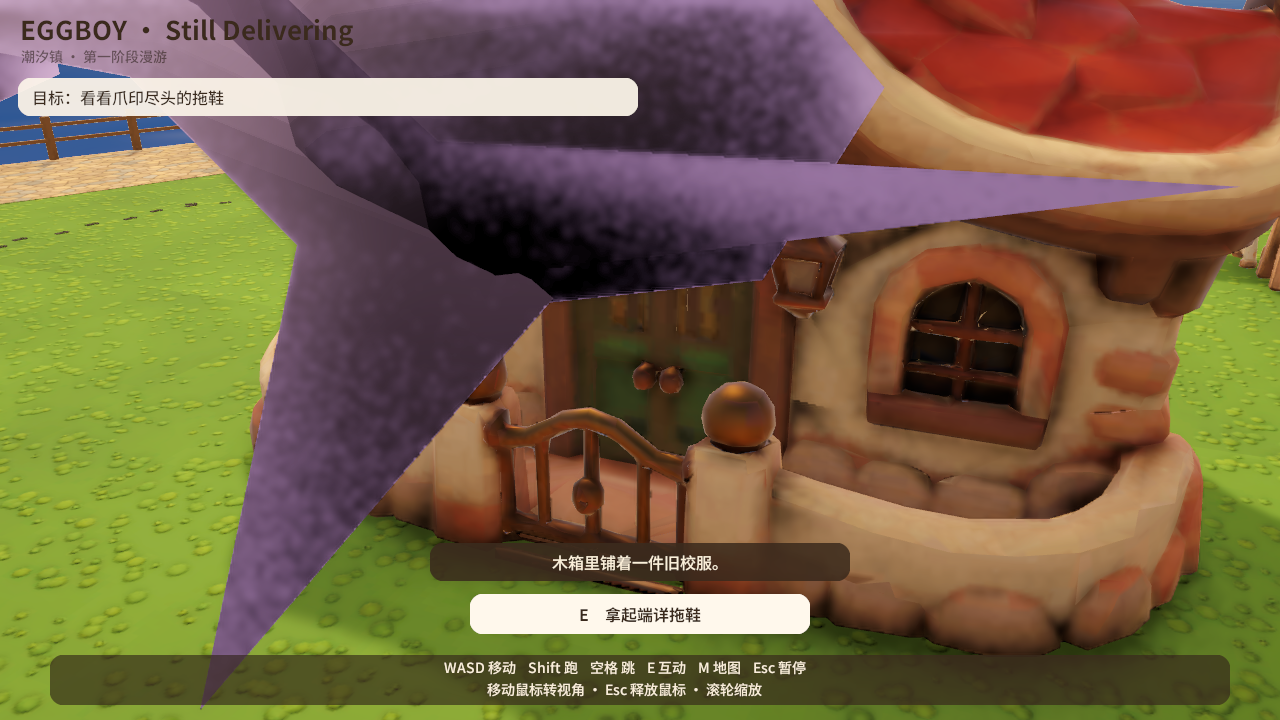 EGGBOY · Still Delivering
潮汐镇 · 第一阶段漫游
目标：看看爪印尽头的拖鞋
木箱里铺着一件旧校服。
E 拿起端详拖鞋
WASD 移动 Shift 跑 空格 跳 E 互动 M 地图 Esc 暂停
移动鼠标转视角 · Esc 释放鼠标 · 滚轮缩放